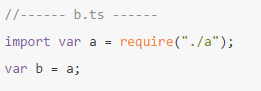 //------ b.ts ------
import var a = require("./a");
var b = a;